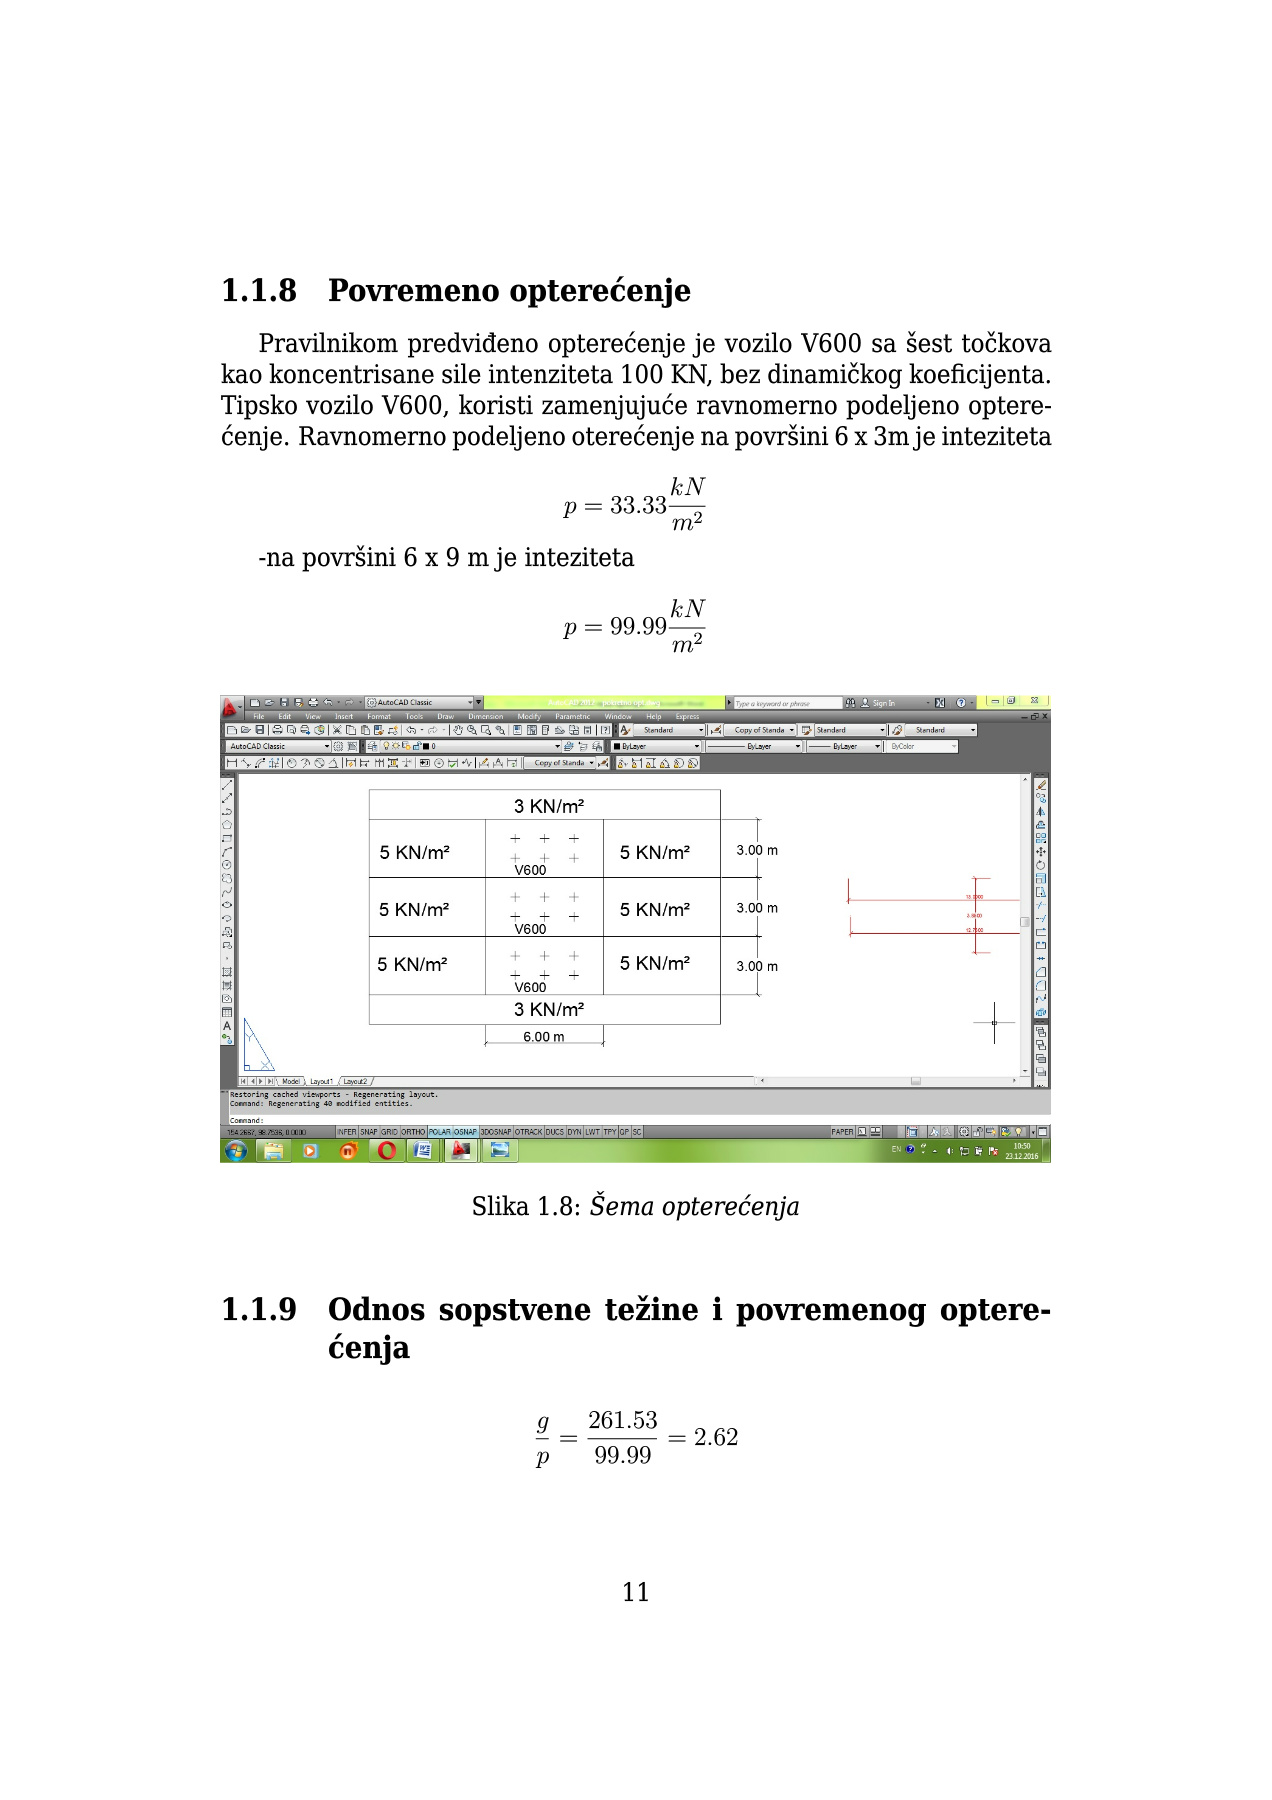 1.1.8 Povremeno opterećenje
Pravilnikom predviđeno opterećenje je vozilo V600 sa šest točkova
kao koncentrisane sile intenziteta 100 KN, bez dinamičkog koeficijenta.
Tipsko vozilo V600, koristi zamenjujuće ravnomerno podeljeno optere-
ćenje. Ravnomerno podeljeno oterećenje na površini 6 x 3m je inteziteta
p = 33.33 kN/m²
-na površini 6 x 9 m je inteziteta
p = 99.99 kN/m²
AutoCAD Classic
Type a keyword or phrase
Sign In
File Edit View Insert Format Tools Draw Dimension Modify Parametric Window Help Express
Standard Copy of Standa Standard Standard
AutoCAD Classic 0 ByLayer ByLayer ByLayer ByColor
Copy of Standa
3 KN/m²
5 KN/m² 5 KN/m² 3.00 m
V600
5 KN/m² 5 KN/m² 3.00 m
V600
5 KN/m² 5 KN/m² 3.00 m
V600
3 KN/m²
6.00 m
Y
X
Model Layout1 Layout2
Restoring cached viewports - Regenerating layout.
Command: Regenerating 40 modified entities.
Command:
INFER SNAP GRID ORTHO POLAR OSNAP 3DOSNAP OTRACK DUCS DYN LWT TPY QP SC PAPER
EN 10:50
23.12.2016
Slika 1.8: Šema opterećenja
1.1.9 Odnos sopstvene težine i povremenog optere-
ćenja
g/p = 261.53/99.99 = 2.62
11